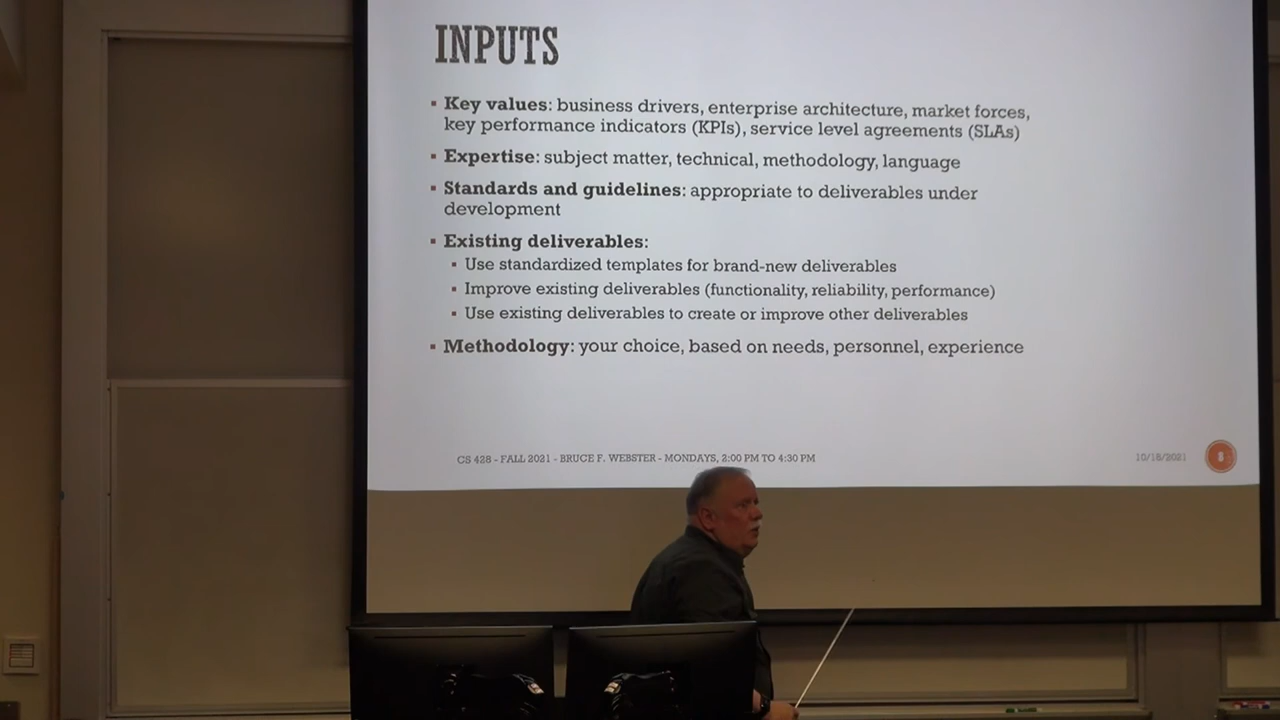 INPUTS
▪ Key values: business drivers, enterprise architecture, market forces,
key performance indicators (KPIs), service level agreements (SLAs)
▪ Expertise: subject matter, technical, methodology, language
▪ Standards and guidelines: appropriate to deliverables under
development
▪ Existing deliverables:
▪ Use standardized templates for brand-new deliverables
▪ Improve existing deliverables (functionality, reliability, performance)
▪ Use existing deliverables to create or improve other deliverables
▪ Methodology: your choice, based on needs, personnel, experience
CS 428 - FALL 2021 - BRUCE F. WEBSTER - MONDAYS, 2:00 PM TO 4:30 PM
10/18/2021
8